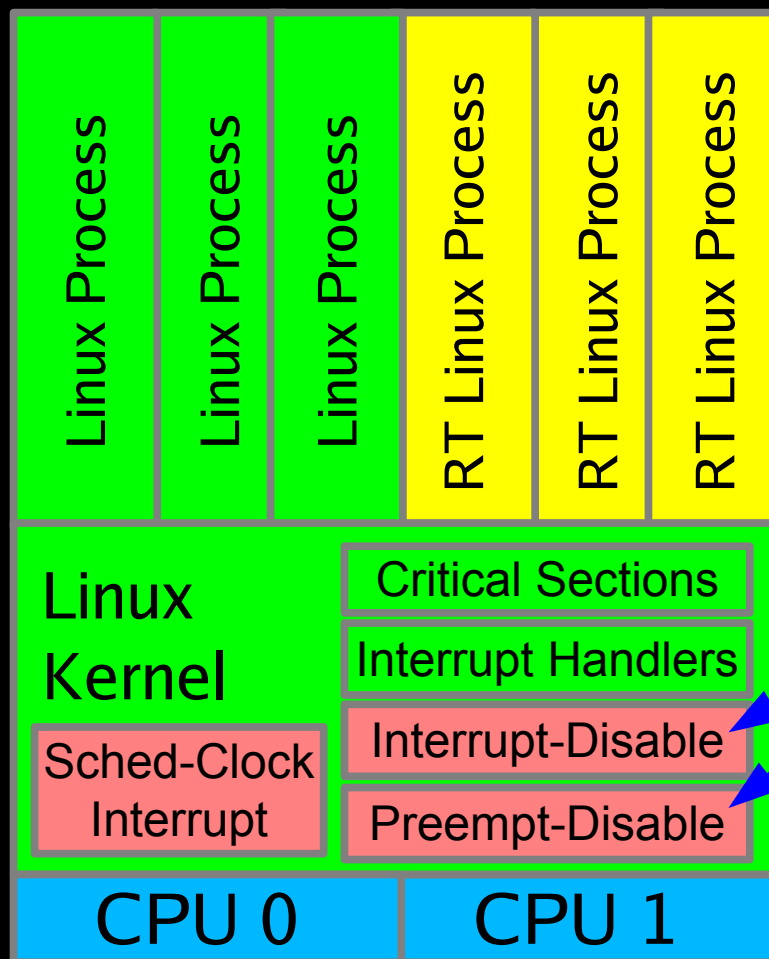 Linux Process
Linux Process
Linux Process
RT Linux Process
RT Linux Process
RT Linux Process
Linux
Kernel
Sched-Clock
Interrupt
Critical Sections
Interrupt Handlers
Interrupt-Disable
Preempt-Disable
CPU 0
CPU 1